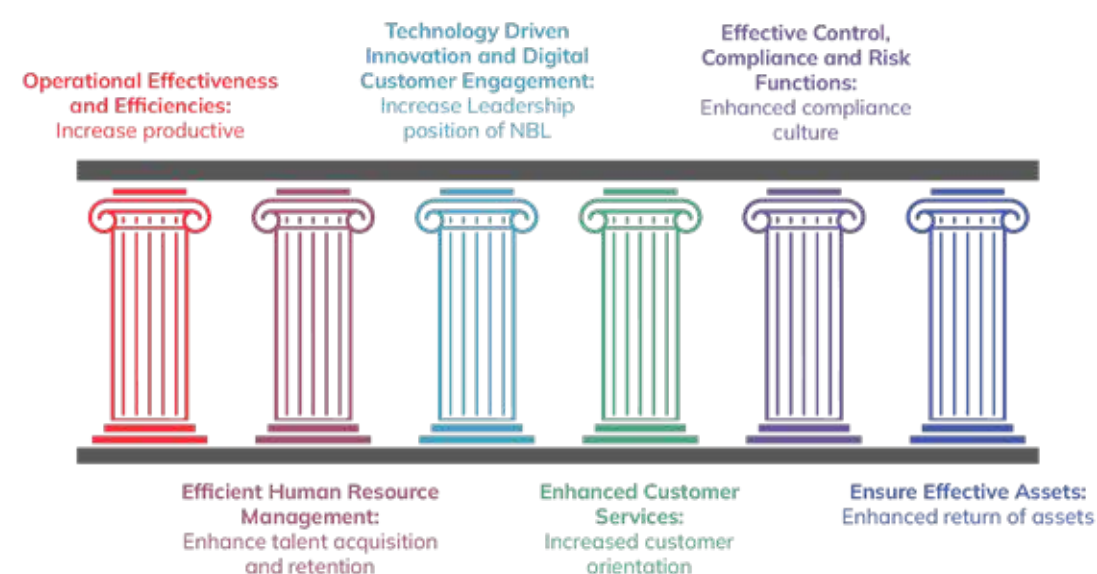 Operational Effectiveness
and Efficiencies:
Increase productive
Technology Driven
Innovation and Digital
Customer Engagement:
Increase Leadership
position of NBL
Effective Control,
Compliance and Risk
Functions:
Enhanced compliance
culture
Efficient Human Resource
Management:
Enhance talent acquisition
and retention
Enhanced Customer
Services:
Increased customer
orientation
Ensure Effective Assets:
Enhanced return of assets